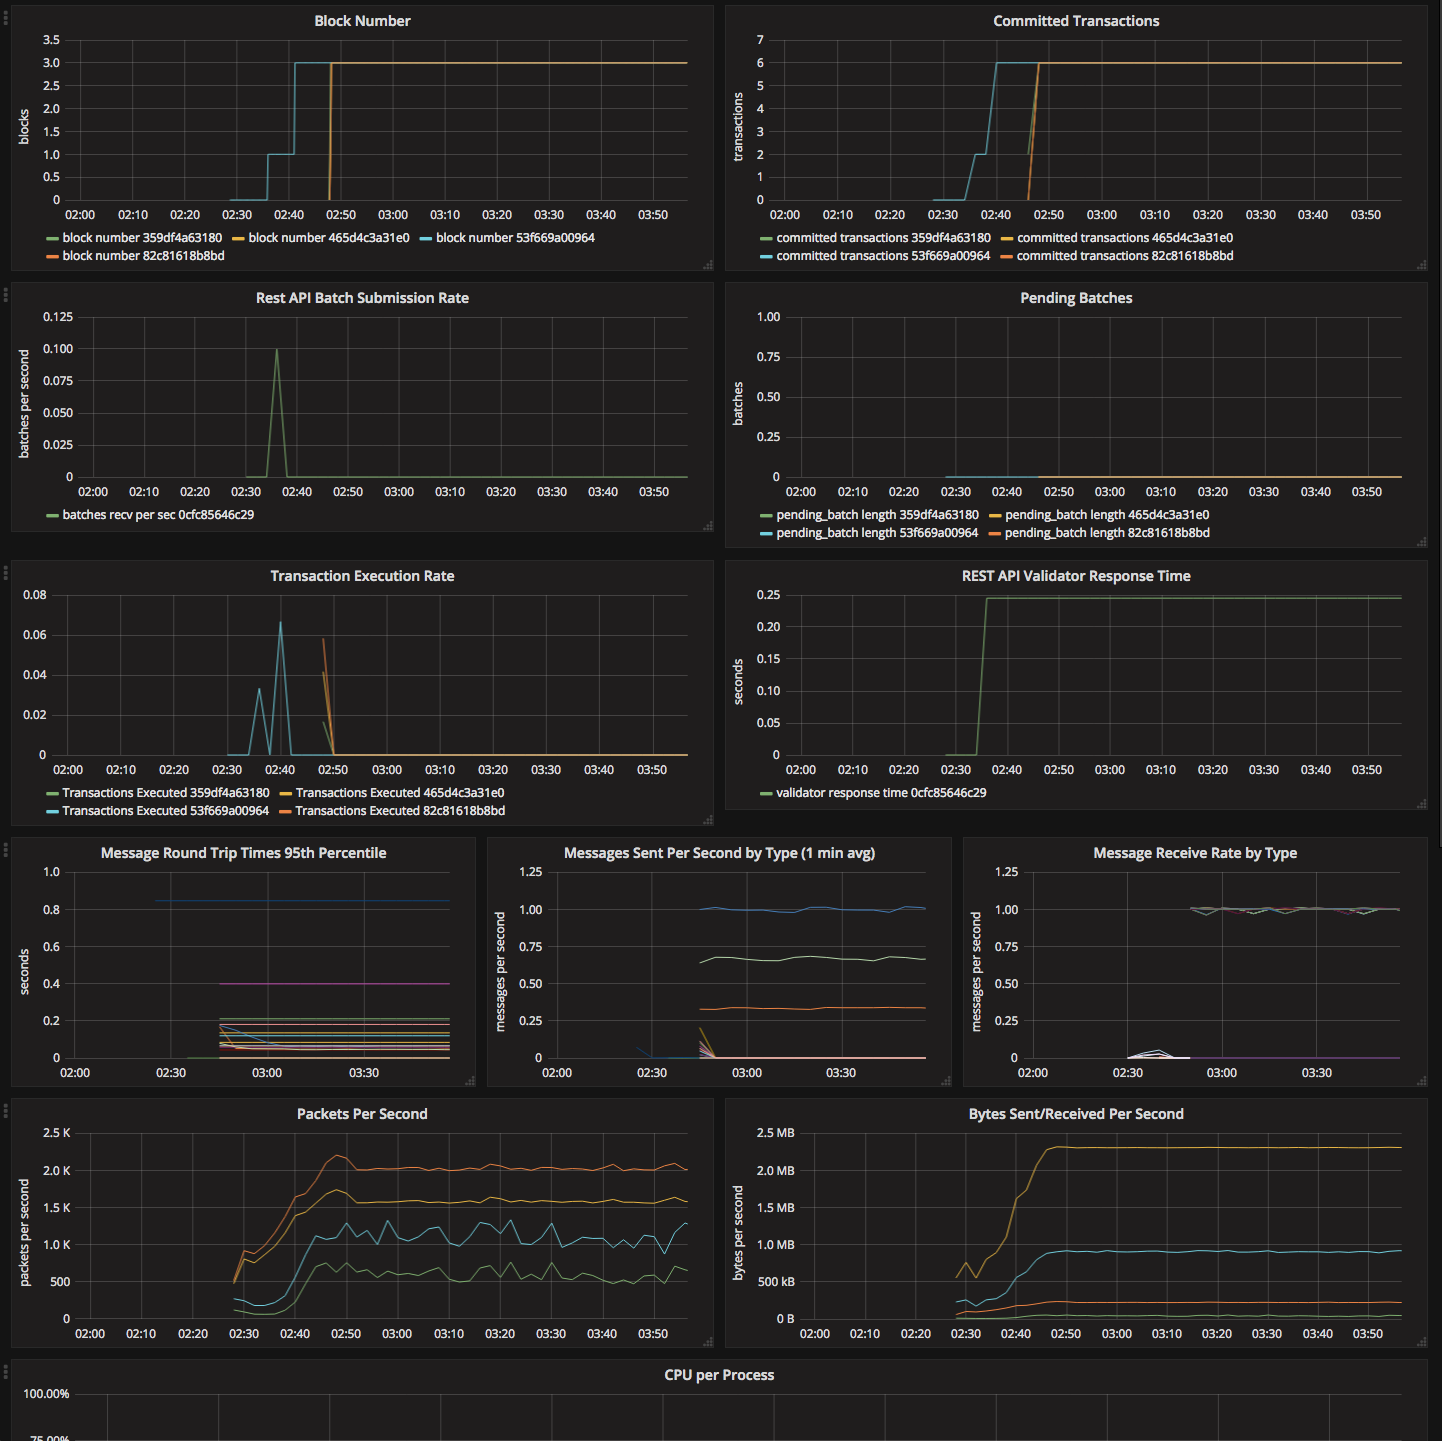 Block Number
3.5
3.0
2.5
2.0
1.5
1.0
0.5
0
blocks
02:00 02:10 02:20 02:30 02:40 02:50 03:00 03:10 03:20 03:30 03:40 03:50
block number 359df4a63180 block number 465d4c3a31e0 block number 53f669a00964
block number 82c81618b8bd
Committed Transactions
7
6
5
4
3
2
1
0
transactions
02:00 02:10 02:20 02:30 02:40 02:50 03:00 03:10 03:20 03:30 03:40 03:50
committed transactions 359df4a63180 committed transactions 465d4c3a31e0
committed transactions 53f669a00964 committed transactions 82c81618b8bd
Rest API Batch Submission Rate
0.125
0.100
0.075
0.050
0.025
0
batches per second
02:00 02:10 02:20 02:30 02:40 02:50 03:00 03:10 03:20 03:30 03:40 03:50
batches recv per sec 0cfc85646c29
Pending Batches
1.00
0.75
0.50
0.25
0
batches
02:00 02:10 02:20 02:30 02:40 02:50 03:00 03:10 03:20 03:30 03:40 03:50
pending_batch length 359df4a63180 pending_batch length 465d4c3a31e0
pending_batch length 53f669a00964 pending_batch length 82c81618b8bd
Transaction Execution Rate
0.08
0.06
0.04
0.02
0
02:00 02:10 02:20 02:30 02:40 02:50 03:00 03:10 03:20 03:30 03:40 03:50
Transactions Executed 359df4a63180 Transactions Executed 465d4c3a31e0
Transactions Executed 53f669a00964 Transactions Executed 82c81618b8bd
REST API Validator Response Time
0.25
0.20
0.15
0.10
0.05
0
seconds
02:00 02:10 02:20 02:30 02:40 02:50 03:00 03:10 03:20 03:30 03:40 03:50
validator response time 0cfc85646c29
Message Round Trip Times 95th Percentile
1.0
0.8
0.6
0.4
0.2
0
seconds
02:00 02:30 03:00 03:30
Messages Sent Per Second by Type (1 min avg)
1.25
1.00
0.75
0.50
0.25
0
messages per second
02:00 02:30 03:00 03:30
Message Receive Rate by Type
1.25
1.00
0.75
0.50
0.25
0
messages per second
02:00 02:30 03:00 03:30
Packets Per Second
2.5 K
2.0 K
1.5 K
1.0 K
500
0
packets per second
02:00 02:10 02:20 02:30 02:40 02:50 03:00 03:10 03:20 03:30 03:40 03:50
Bytes Sent/Received Per Second
2.5 MB
2.0 MB
1.5 MB
1.0 MB
500 kB
0 B
bytes per second
02:00 02:10 02:20 02:30 02:40 02:50 03:00 03:10 03:20 03:30 03:40 03:50
CPU per Process
100.00%
75.00%